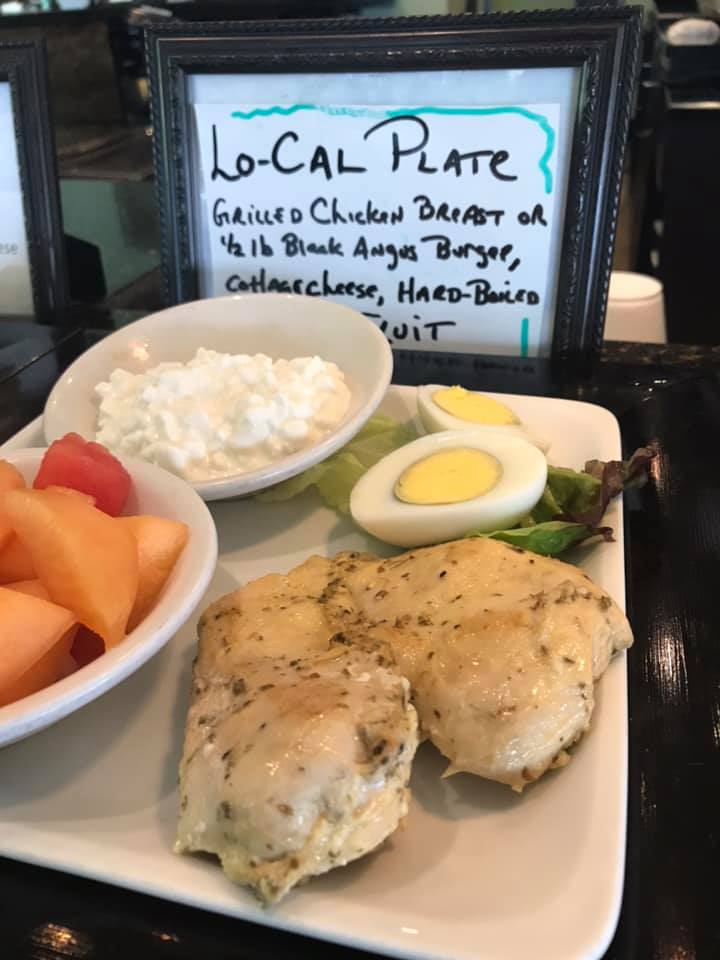 Lo-Cal Plate
Grilled Chicken Breast or
1/2 lb Black Angus Burger,
Cottage Cheese, Hard-Boiled